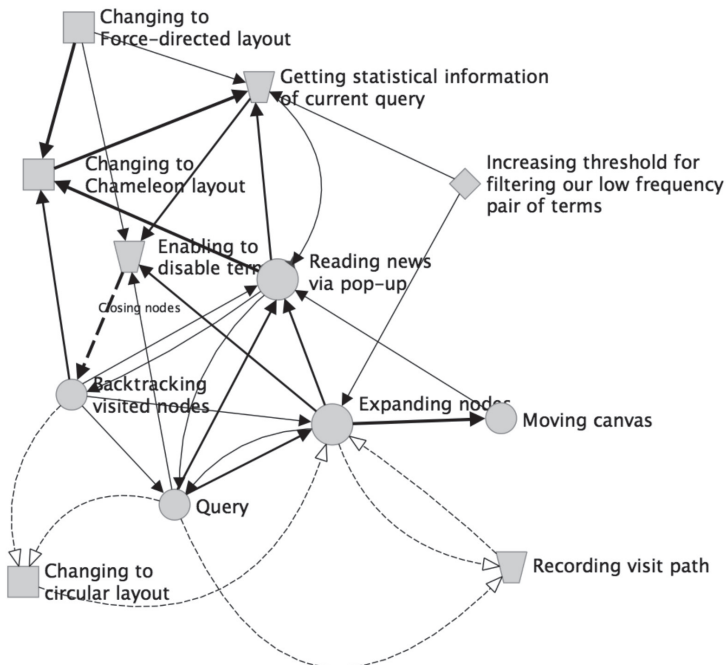 Changing to
Force-directed layout
Getting statistical information
of current query
Changing to
Chameleon layout
Increasing threshold for
filtering our low frequency
pair of terms
Enabling to
disable term
Reading news
via pop-up
Closing nodes
Backtracking
visited nodes
Expanding nodes
Moving canvas
Query
Changing to
circular layout
Recording visit path